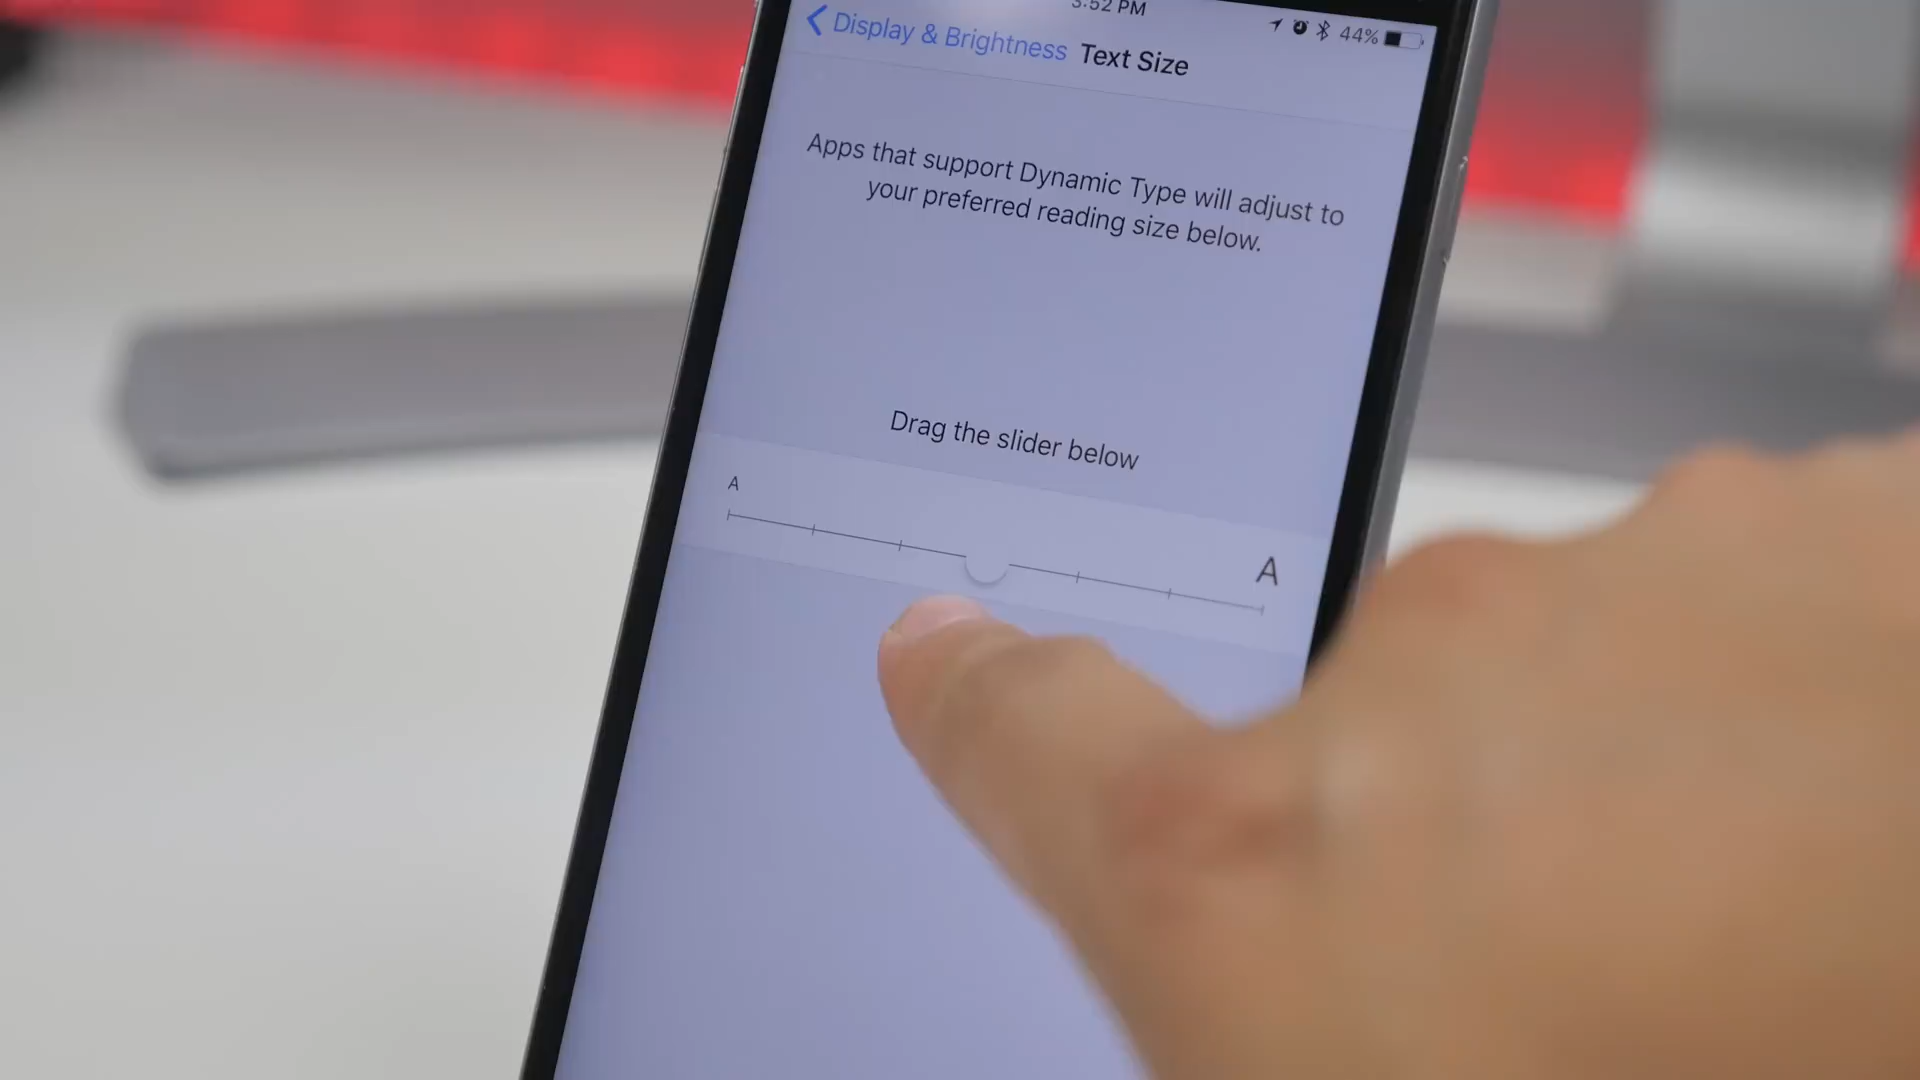 3:52 PM
44%
Display & Brightness
Text Size
Apps that support Dynamic Type will adjust to
your preferred reading size below.
Drag the slider below
A
A